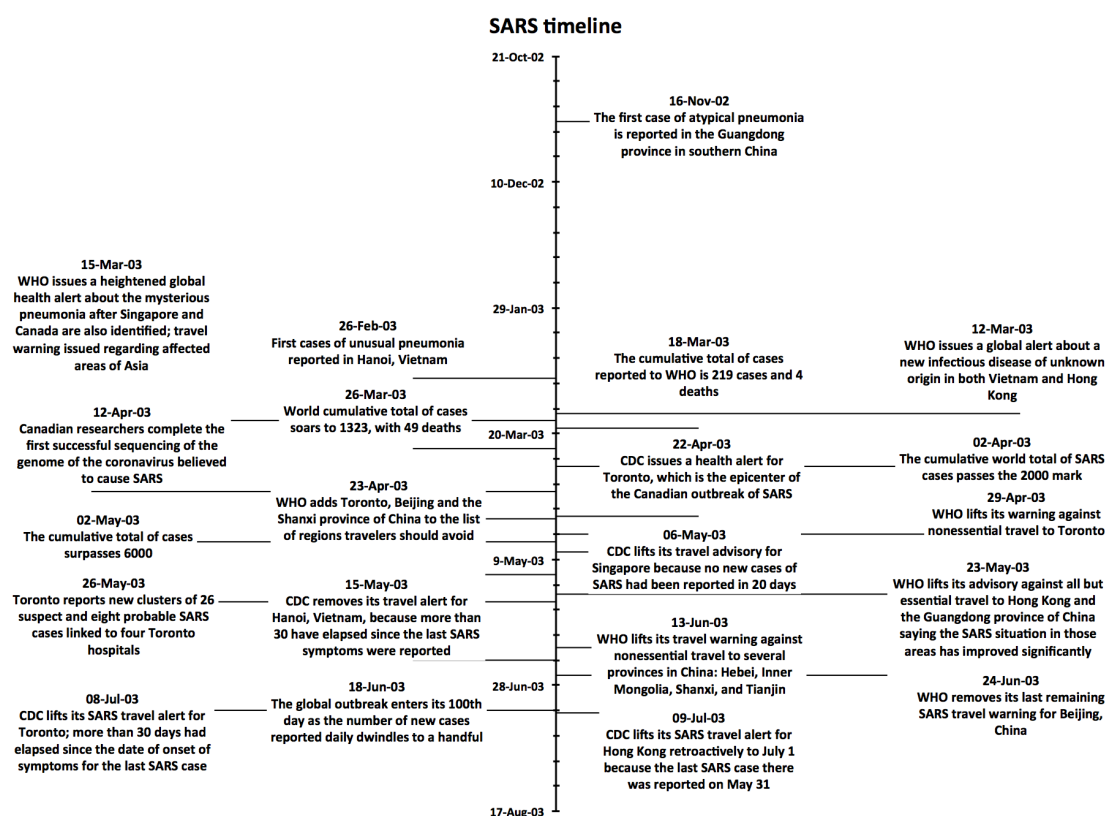 SARS timeline
21-Oct-02
16-Nov-02
The first case of atypical pneumonia
is reported in the Guangdong
province in southern China
10-Dec-02
15-Mar-03
WHO issues a heightened global
health alert about the mysterious
pneumonia after Singapore and
Canada are also identified; travel
warning issued regarding affected
areas of Asia
29-Jan-03
26-Feb-03
First cases of unusual pneumonia
reported in Hanoi, Vietnam
18-Mar-03
The cumulative total of cases
reported to WHO is 219 cases and 4
deaths
12-Mar-03
WHO issues a global alert about a
new infectious disease of unknown
origin in both Vietnam and Hong
Kong
12-Apr-03
Canadian researchers complete the
first successful sequencing of the
genome of the coronavirus believed
to cause SARS
26-Mar-03
World cumulative total of cases
soars to 1323, with 49 deaths
20-Mar-03
22-Apr-03
CDC issues a health alert for
Toronto, which is the epicenter of
the Canadian outbreak of SARS
02-Apr-03
The cumulative world total of SARS
cases passes the 2000 mark
23-Apr-03
WHO adds Toronto, Beijing and the
Shanxi province of China to the list
of regions travelers should avoid
29-Apr-03
WHO lifts its warning against
nonessential travel to Toronto
02-May-03
The cumulative total of cases
surpasses 6000
06-May-03
CDC lifts its travel advisory for
Singapore because no new cases of
SARS had been reported in 20 days
9-May-03
23-May-03
WHO lifts its advisory against all but
essential travel to Hong Kong and
the Guangdong province of China
saying the SARS situation in those
areas has improved significantly
26-May-03
Toronto reports new clusters of 26
suspect and eight probable SARS
cases linked to four Toronto
hospitals
15-May-03
CDC removes its travel alert for
Hanoi, Vietnam, because more than
30 have elapsed since the last SARS
symptoms were reported
13-Jun-03
WHO lifts its travel warning against
nonessential travel to several
provinces in China: Hebei, Inner
Mongolia, Shanxi, and Tianjin
28-Jun-03
24-Jun-03
WHO removes its last remaining
SARS travel warning for Beijing,
China
08-Jul-03
CDC lifts its SARS travel alert for
Toronto; more than 30 days had
elapsed since the date of onset of
symptoms for the last SARS case
18-Jun-03
The global outbreak enters its 100th
day as the number of new cases
reported daily dwindles to a handful
09-Jul-03
CDC lifts its SARS travel alert for
Hong Kong retroactively to July 1
because the last SARS case there
was reported on May 31
17-Aug-03